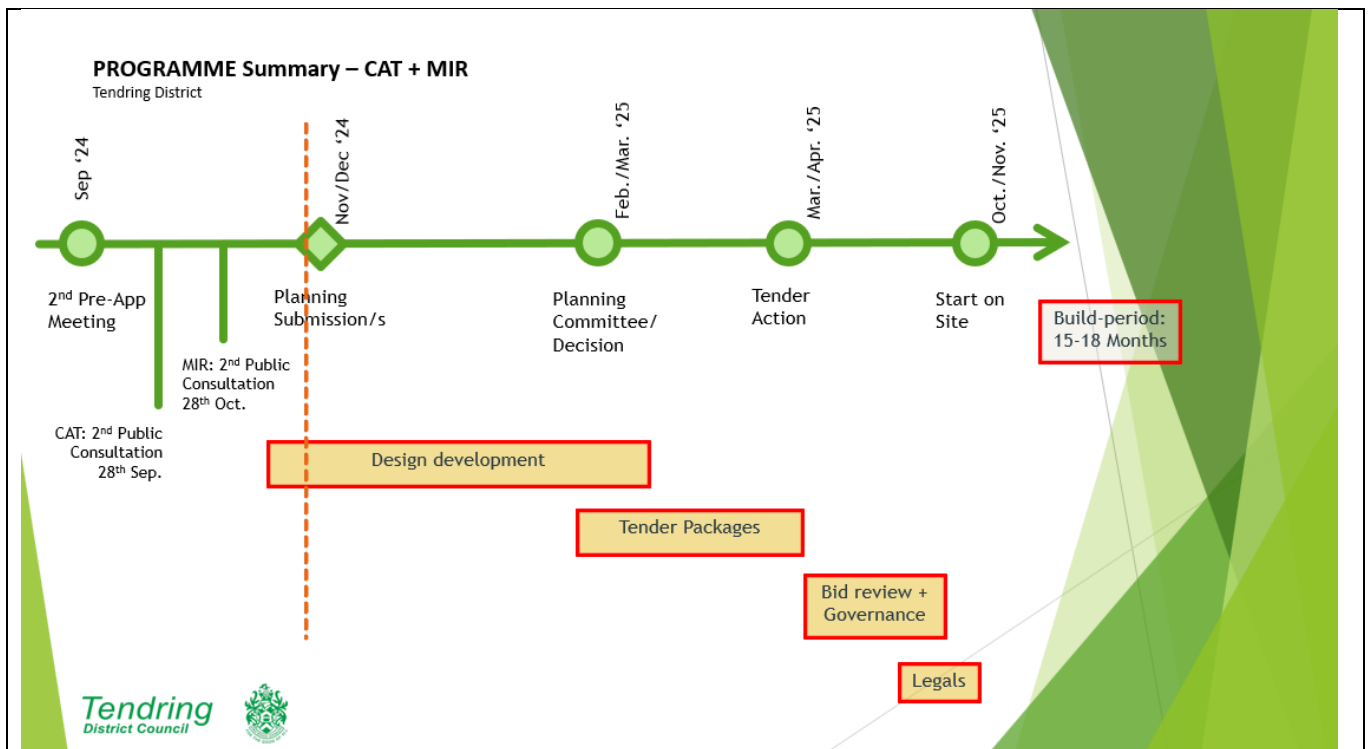 PROGRAMME Summary – CAT + MIR
Tendring District
Sep ‘24
Nov/Dec ‘24
Feb./Mar. ‘25
Mar./Apr. ‘25
Oct./Nov. ‘25
2nd Pre-App
Meeting
Planning
Submission/s
Planning
Committee/
Decision
Tender
Action
Start on
Site
Build-period:
15-18 Months
MIR: 2nd Public
Consultation
28th Oct.
CAT: 2nd Public
Consultation
28th Sep.
Design development
Tender Packages
Bid review +
Governance
Legals
Tendring
District Council